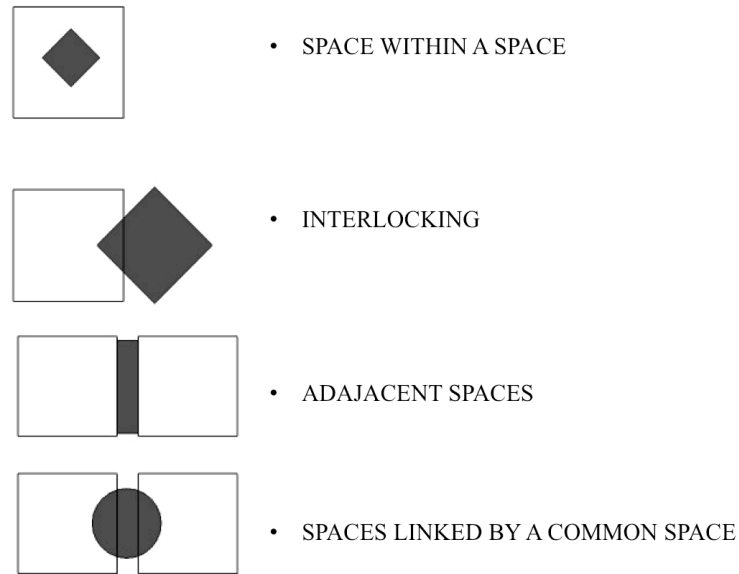 • SPACE WITHIN A SPACE
• INTERLOCKING
• ADAJACENT SPACES
• SPACES LINKED BY A COMMON SPACE